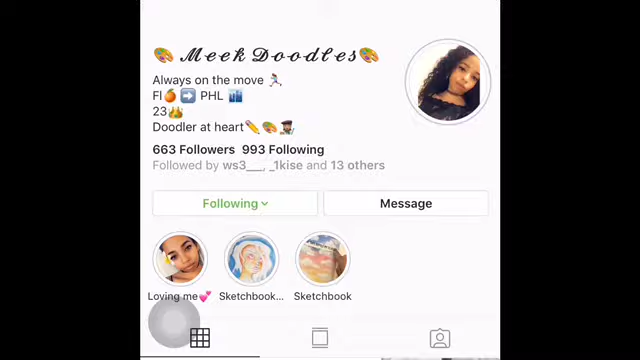 🎨 𝓜𝓮𝓮𝓴 𝓓𝓸𝓸𝓭𝓵𝓮𝓼🎨
Always on the move 🏃🏽‍♀️
Fl🍊➡️ PHL 🏙️
23👑
Doodler at heart✏️🎨👨🏽‍🎨
663 Followers 993 Following
Followed by ws3___, _1kise and 13 others
Following
Message
Loving me💕
Sketchbook...
Sketchbook